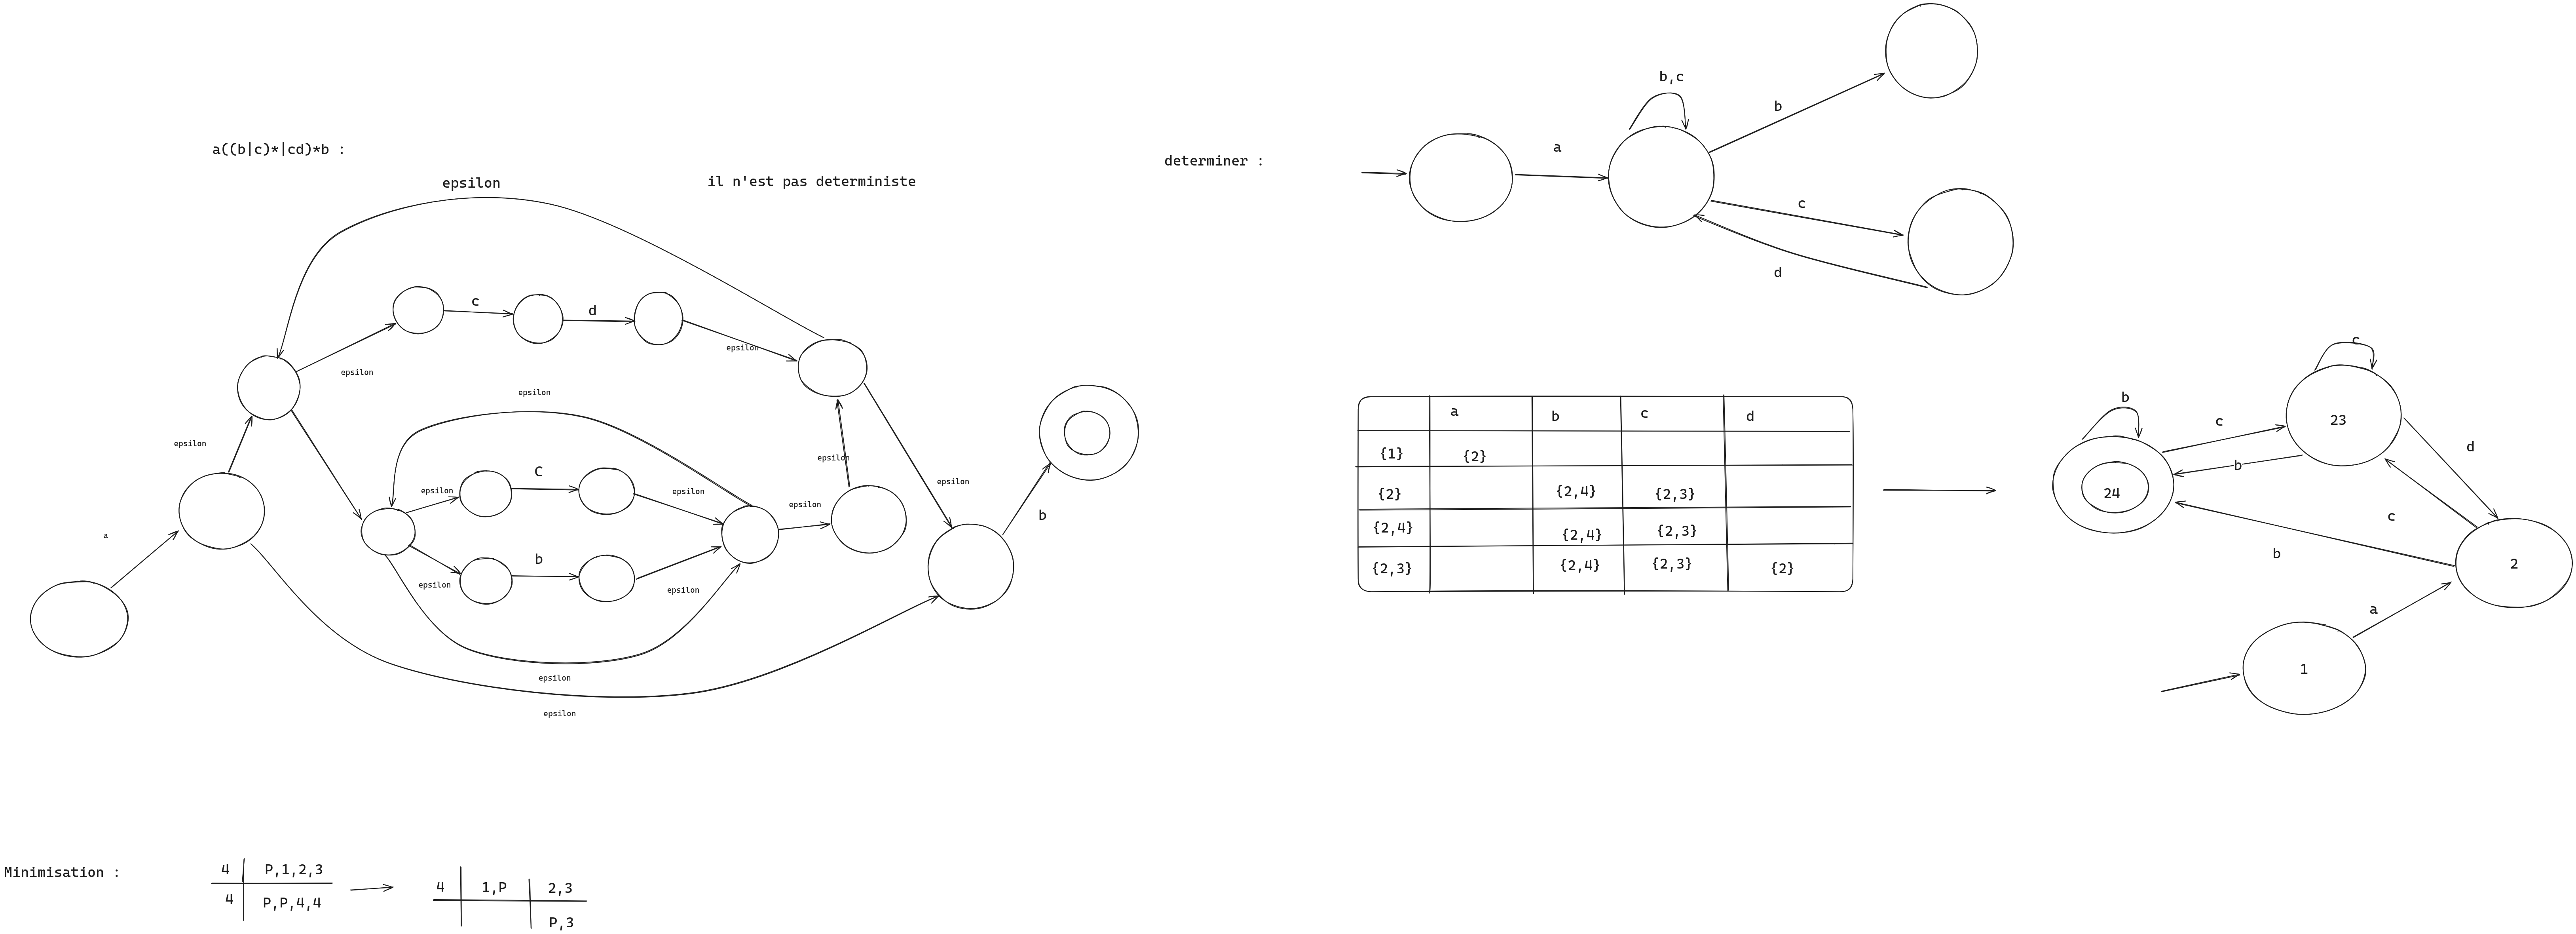 a((b|c)*|cd)*b :
il n'est pas deterministe
epsilon
c
d
epsilon
epsilon
epsilon
epsilon
a
epsilon
C
epsilon
epsilon
epsilon
epsilon
b
epsilon
epsilon
b
epsilon
epsilon
determiner :
a
b,c
b
c
d
a b c d
{1} {2}
{2} {2,4} {2,3}
{2,4} {2,4} {2,3}
{2,3} {2,4} {2,3} {2}
c
23
b
c
b
24
d
c
b
2
a
1
Minimisation :
4 P,1,2,3
4 P,P,4,4
4 1,P 2,3
P,3